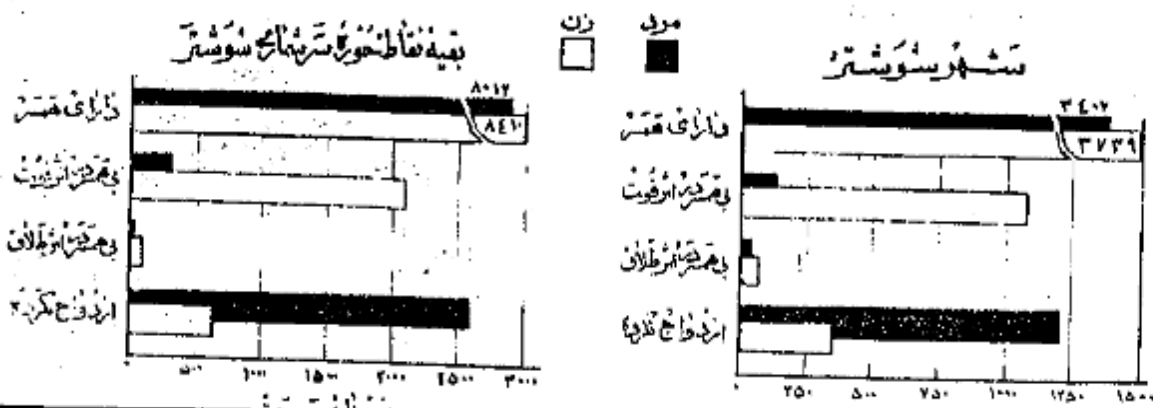 شهر شوشتر
مرد
زن
بقیه نقاط حوزه سرشماری شوشتر
دارای همسر
۳۴۰۲
۳۷۳۹
بی همسر در اثر فوت
بی همسر در اثر طلاق
ازدواج نکرده
۲۵۰ ۵۰۰ ۷۵۰ ۱۰۰۰ ۱۲۵۰ ۱۵۰۰
دارای همسر
۸۰۱۲
۸٤۱۰
بی همسر در اثر فوت
بی همسر در اثر طلاق
ازدواج نکرده
۵۰۰ ۱۰۰۰ ۱۵۰۰ ۲۰۰۰ ۲۵۰۰ ۳۰۰۰